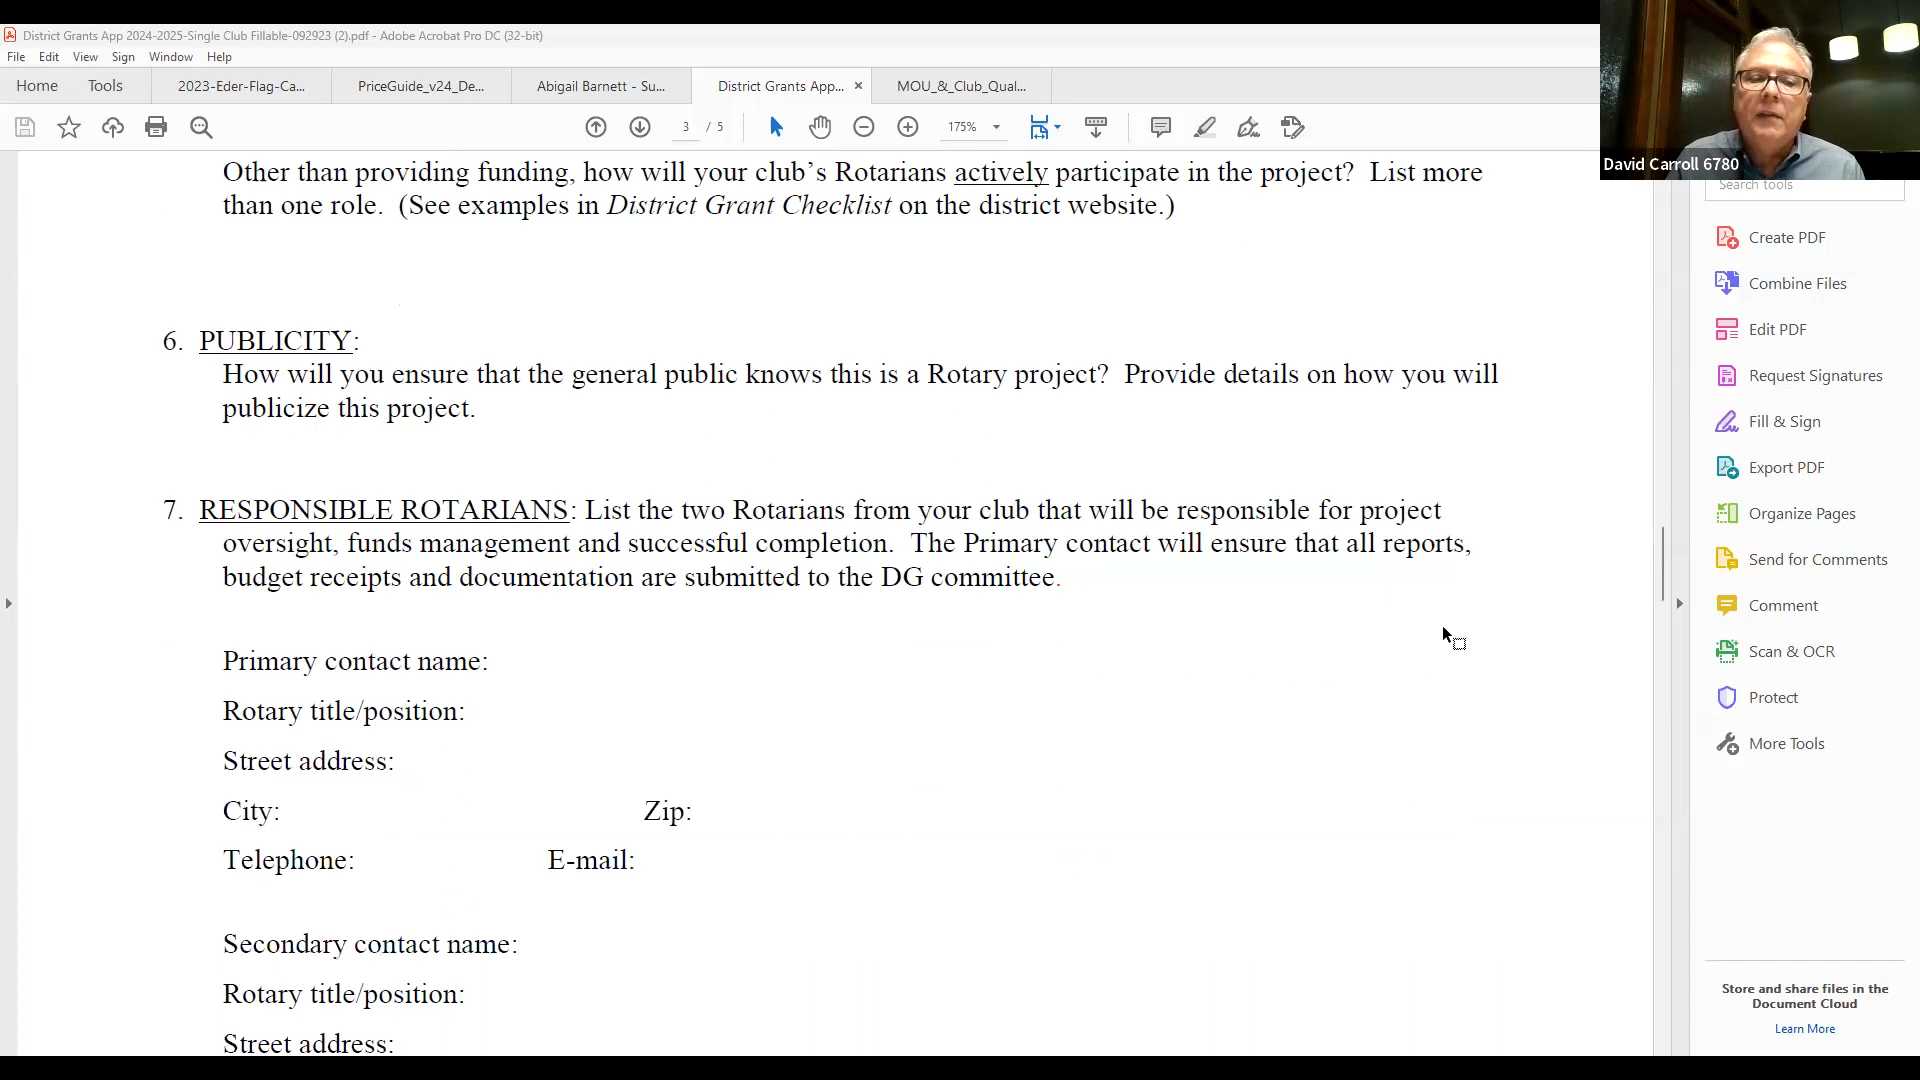 District Grants App 2024-2025-Single Club Fillable-092923 (2).pdf - Adobe Acrobat Pro DC (32-bit)
File Edit View Sign Window Help
Home Tools 2023-Eder-Flag-Ca... PriceGuide_v24_De... Abigail Barnett - Su... District Grants App... × MOU_&_Club_Qual...
3 / 5 175%
David Carroll 6780
Search tools
Other than providing funding, how will your club’s Rotarians actively participate in the project? List more
than one role. (See examples in District Grant Checklist on the district website.)
6. PUBLICITY:
How will you ensure that the general public knows this is a Rotary project? Provide details on how you will
publicize this project.
7. RESPONSIBLE ROTARIANS: List the two Rotarians from your club that will be responsible for project
oversight, funds management and successful completion. The Primary contact will ensure that all reports,
budget receipts and documentation are submitted to the DG committee.
Primary contact name:
Rotary title/position:
Street address:
City: Zip:
Telephone: E-mail:
Secondary contact name:
Rotary title/position:
Street address:
Create PDF
Combine Files
Edit PDF
Request Signatures
Fill & Sign
Export PDF
Organize Pages
Send for Comments
Comment
Scan & OCR
Protect
More Tools
Store and share files in the
Document Cloud
Learn More